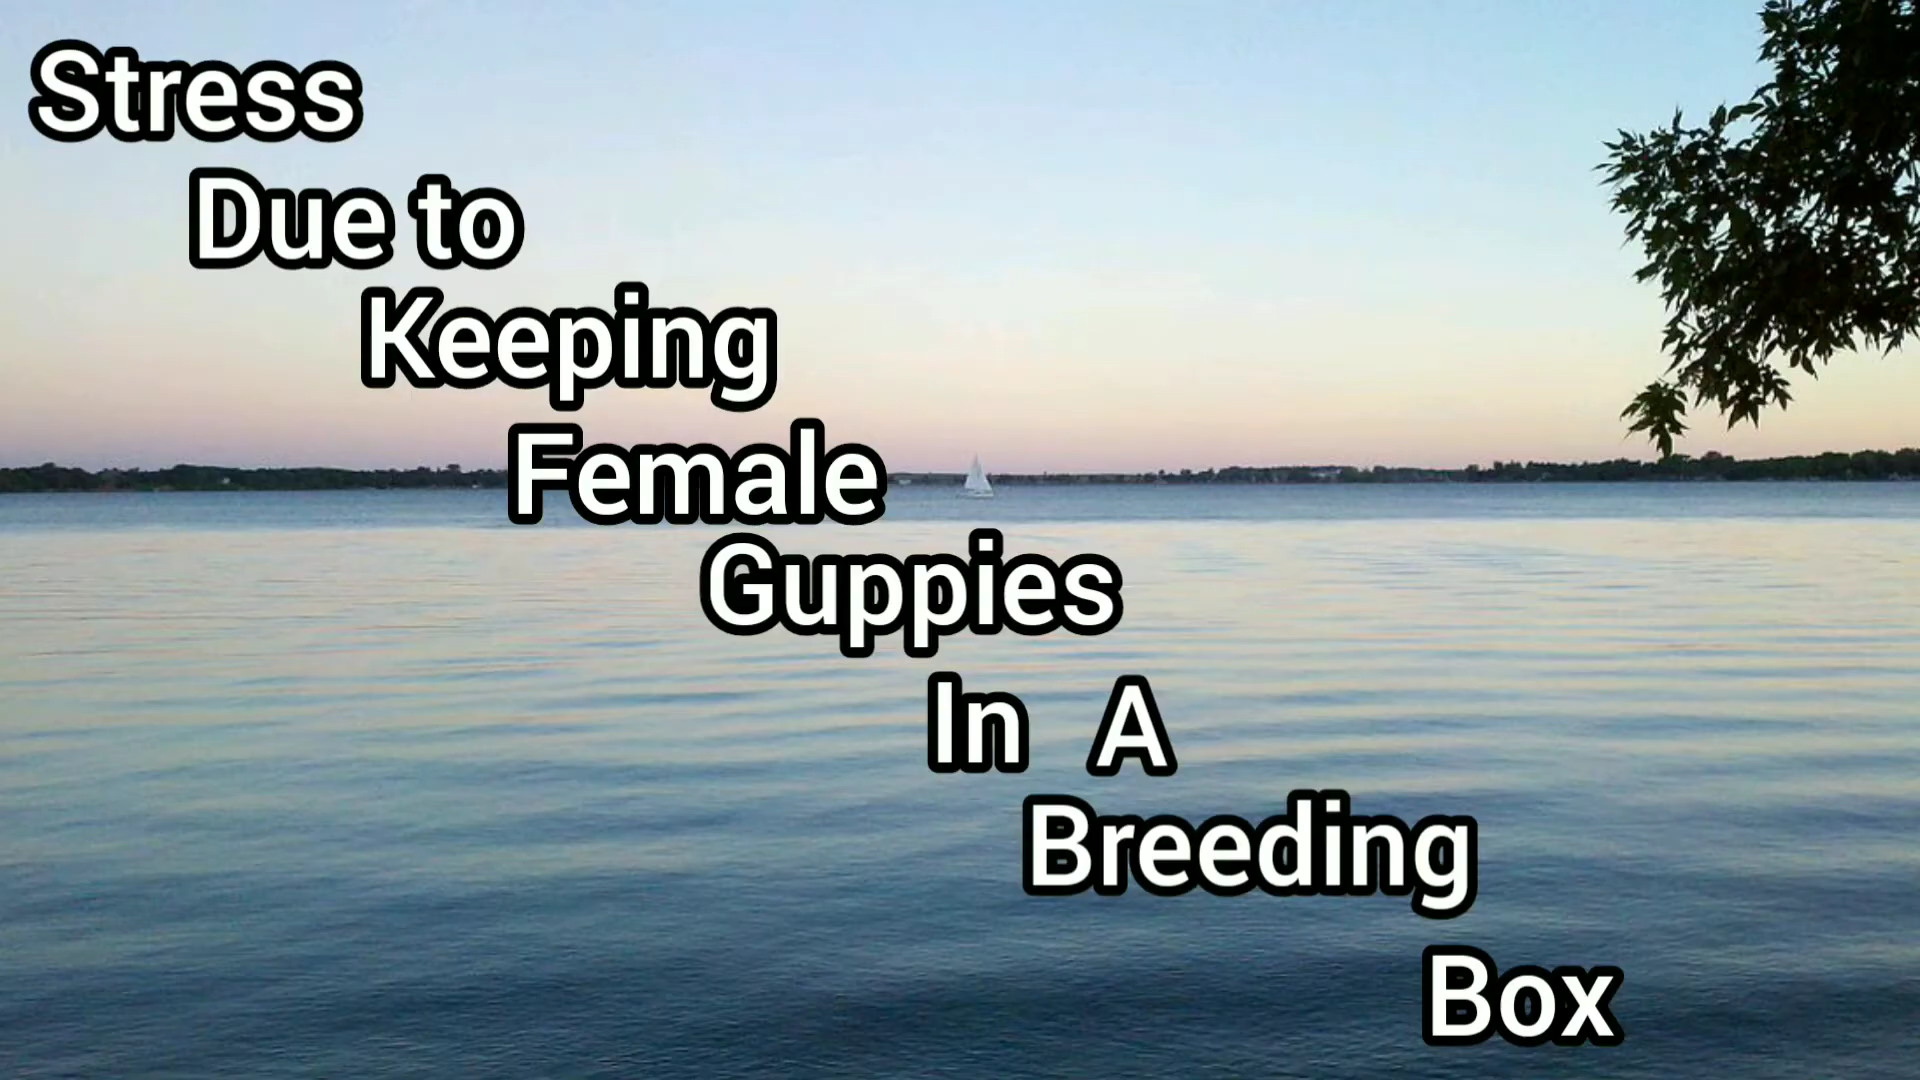 Stress
Due to
Keeping
Female
Guppies
In A
Breeding
Box